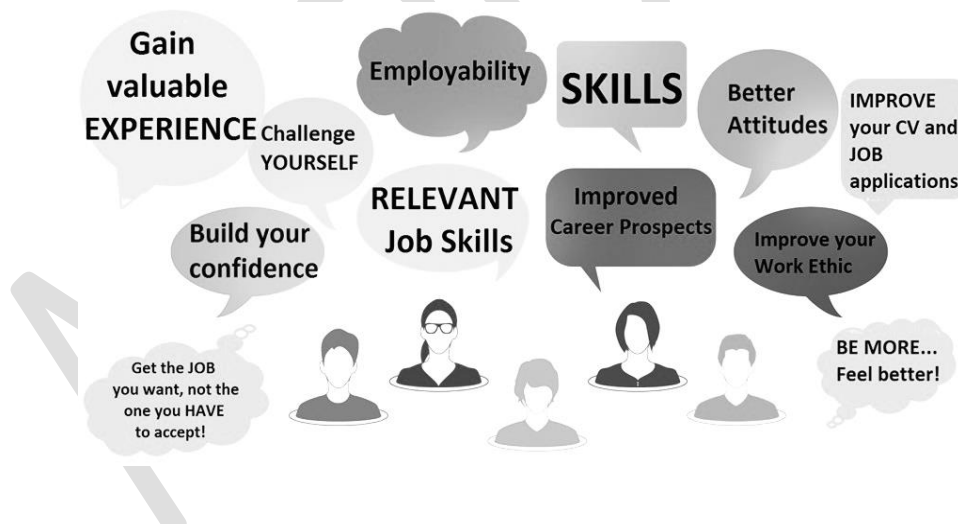 Gain
valuable
EXPERIENCE
Challenge
YOURSELF
Employability
SKILLS
Better
Attitudes
IMPROVE
your CV and
JOB
applications
Build your
confidence
RELEVANT
Job Skills
Improved
Career Prospects
Improve your
Work Ethic
Get the JOB
you want, not the
one you HAVE
to accept!
BE MORE...
Feel better!